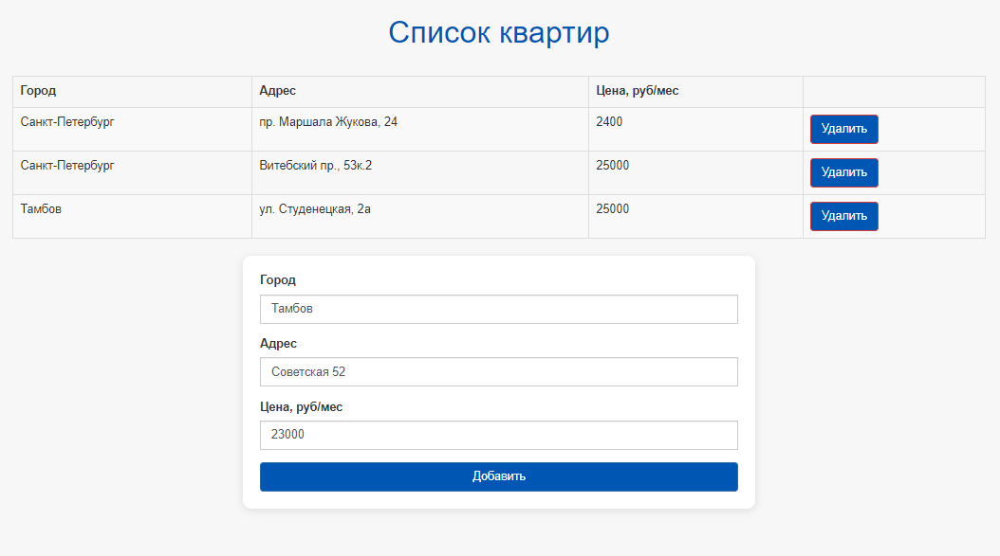 Список квартир
Город Адрес Цена, руб/мес
Санкт-Петербург пр. Маршала Жукова, 24 2400 Удалить
Санкт-Петербург Витебский пр., 53к.2 25000 Удалить
Тамбов ул. Студенецкая, 2а 25000 Удалить
Город
Тамбов
Адрес
Советская 52
Цена, руб/мес
23000
Добавить